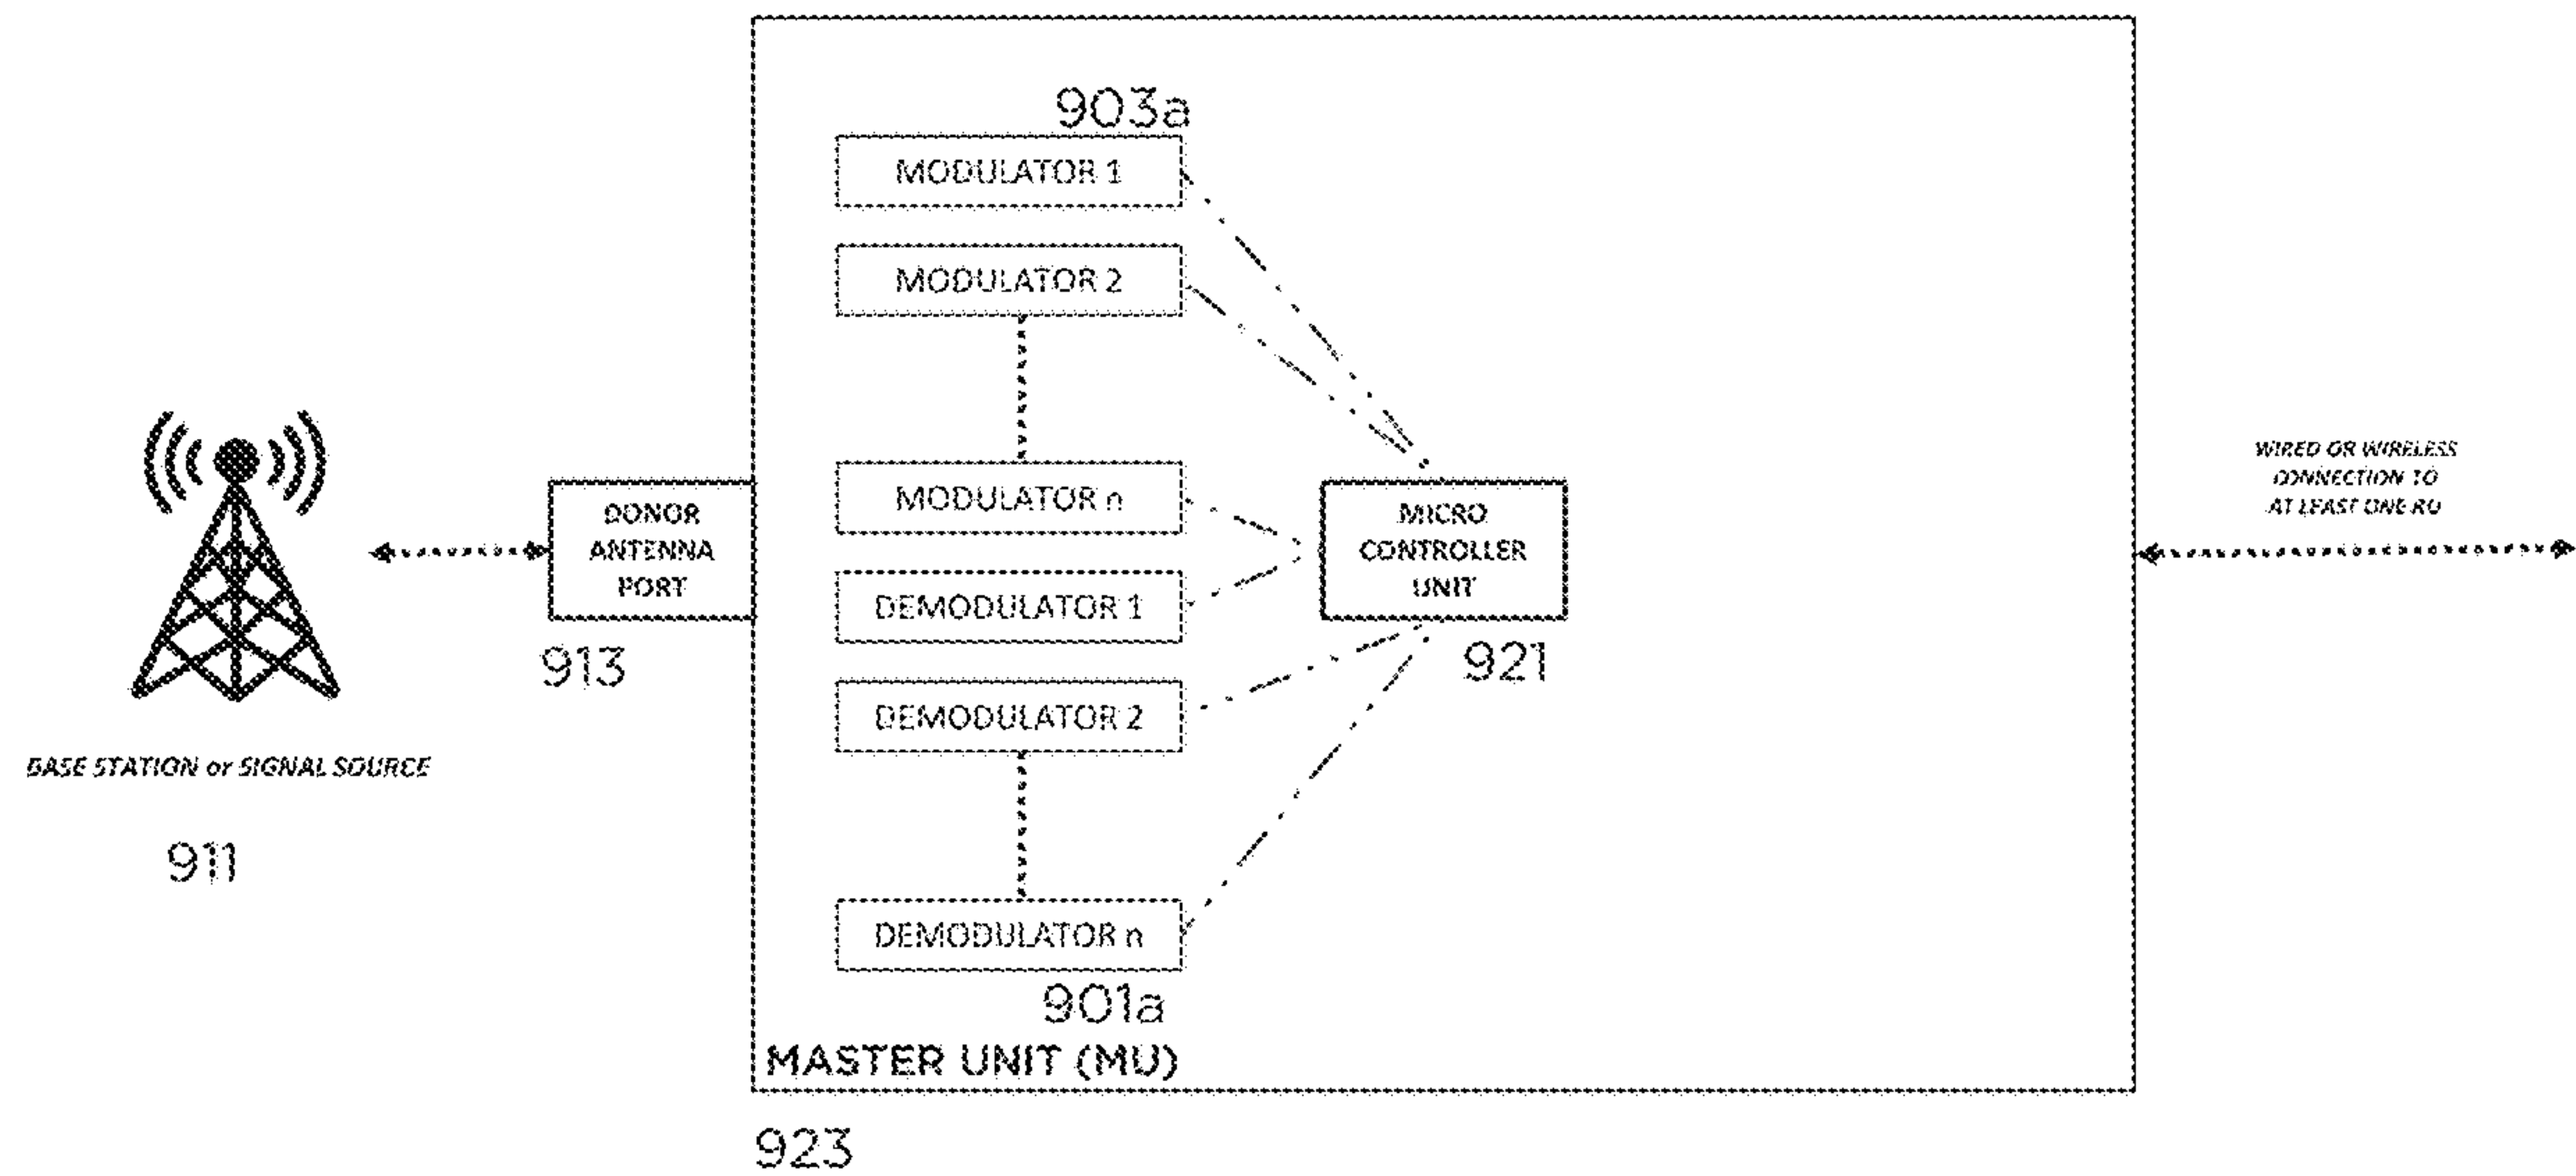 903a
MODULATOR 1
MODULATOR 2
MODULATOR n
DEMODULATOR 1
DEMODULATOR 2
DEMODULATOR n
901a
MASTER UNIT (MU)
923
DONOR
ANTENNA
PORT
913
BASE STATION or SIGNAL SOURCE
911
MICRO
CONTROLLER
UNIT
921
WIRED OR WIRELESS
CONNECTION TO
AT LEAST ONE RU